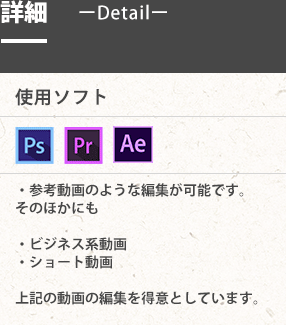 詳細 ーDetailー
使用ソフト
Ps Pr Ae
・参考動画のような編集が可能です。
そのほかにも
・ビジネス系動画
・ショート動画
上記の動画の編集を得意としています。